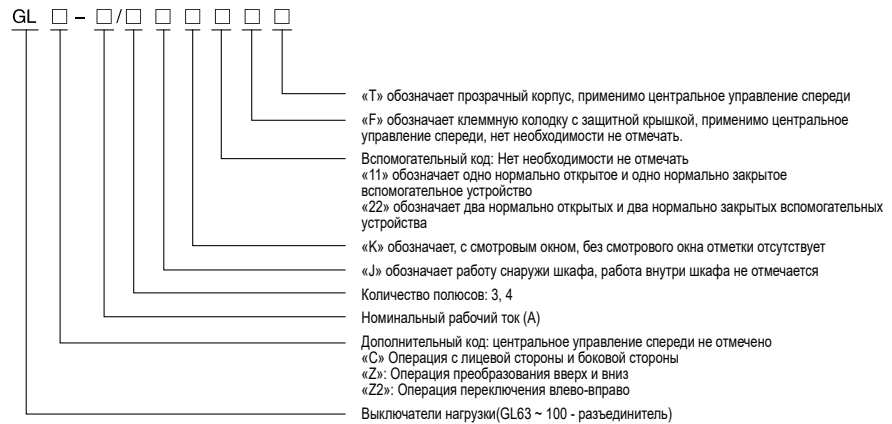 GL □ - □ / □ □ □ □ □ □
«T» обозначает прозрачный корпус, применимо центральное управление спереди
«F» обозначает клеммную колодку с защитной крышкой, применимо центральное
управление спереди, нет необходимости не отмечать.
Вспомогательный код: Нет необходимости не отмечать
«11» обозначает одно нормально открытое и одно нормально закрытое
вспомогательное устройство
«22» обозначает два нормально открытых и два нормально закрытых вспомогательных
устройства
«K» обозначает, с смотровым окном, без смотрового окна отметки отсутствует
«J» обозначает работу снаружи шкафа, работа внутри шкафа не отмечается
Количество полюсов: 3, 4
Номинальный рабочий ток (A)
Дополнительный код: центральное управление спереди не отмечено
«C» Операция с лицевой стороны и боковой стороны
«Z»: Операция преобразования вверх и вниз
«Z2»: Операция переключения влево-вправо
Выключатели нагрузки(GL63 ~ 100 - разъединитель)